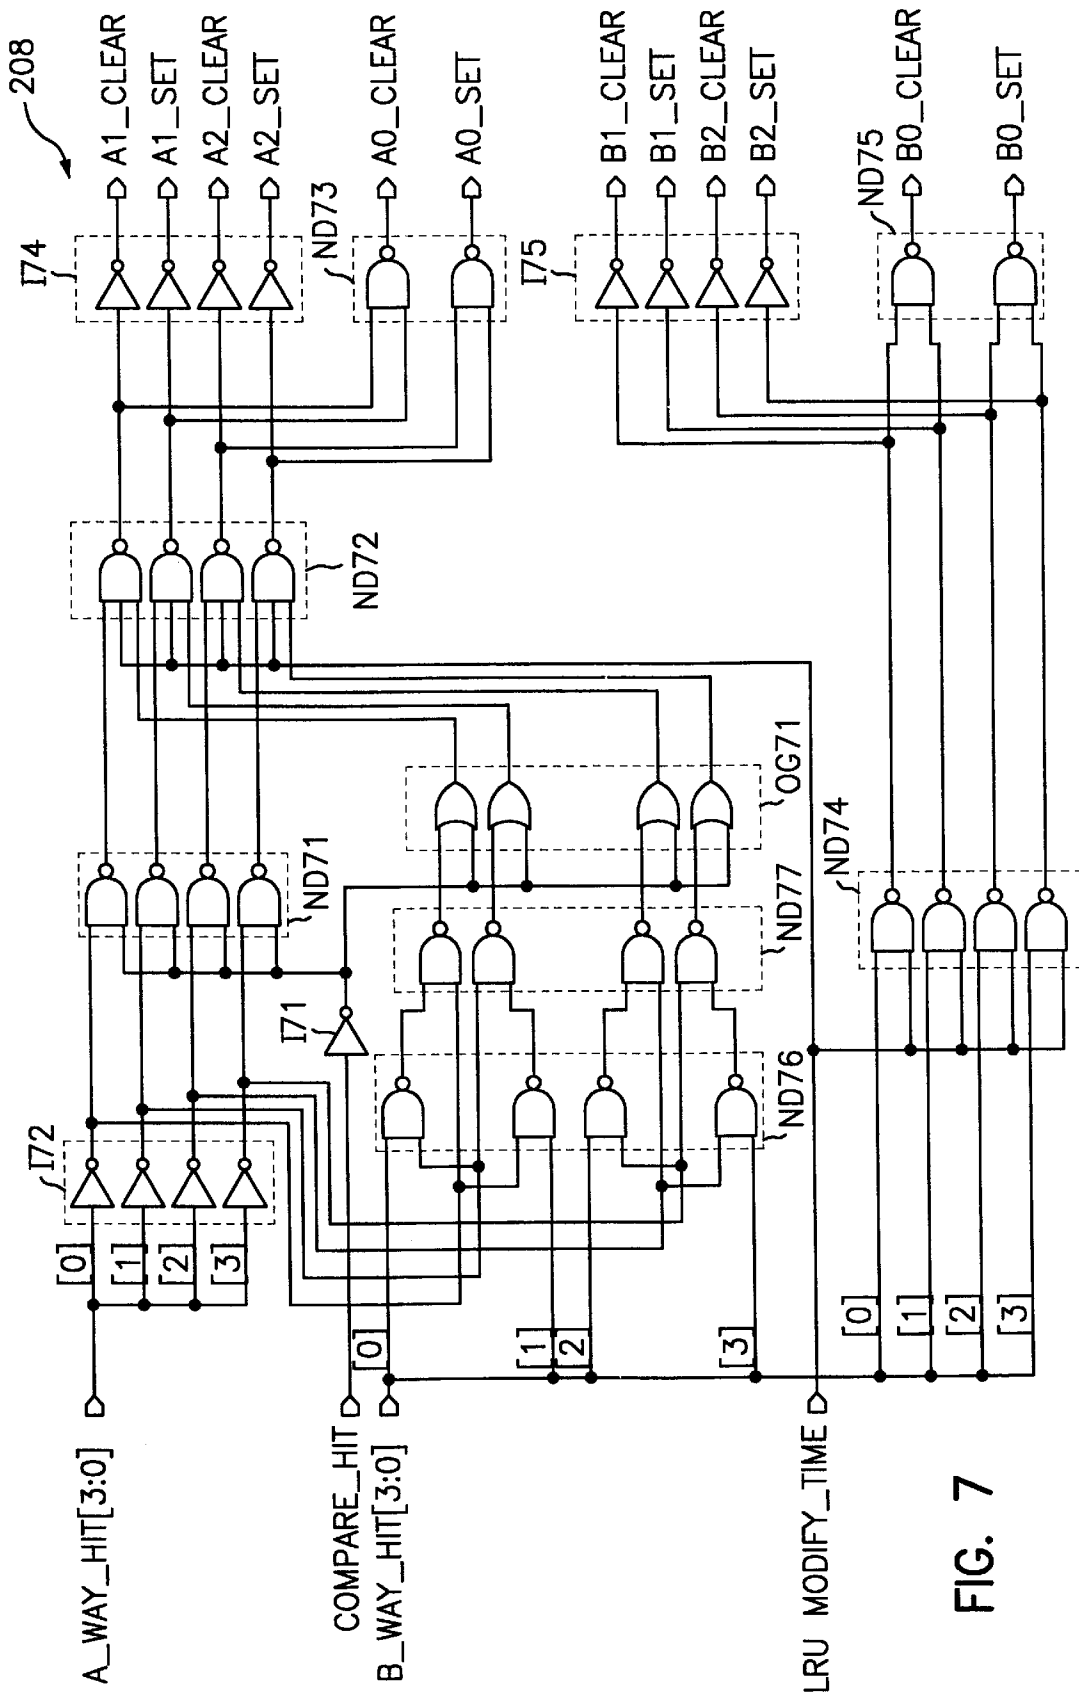 208
A1_CLEAR
A1_SET
A2_CLEAR
A2_SET
A0_CLEAR
A0_SET
B1_CLEAR
B1_SET
B2_CLEAR
B2_SET
B0_CLEAR
B0_SET
I74
ND73
I75
ND75
ND72
ND71
OG71
ND77
ND74
I71
ND76
I72
[0]
[1]
[2]
[3]
[0]
[1]
[2]
[3]
[0]
[1]
[2]
[3]
A_WAY_HIT[3:0]
COMPARE_HIT
B_WAY_HIT[3:0]
LRU MODIFY_TIME
FIG. 7